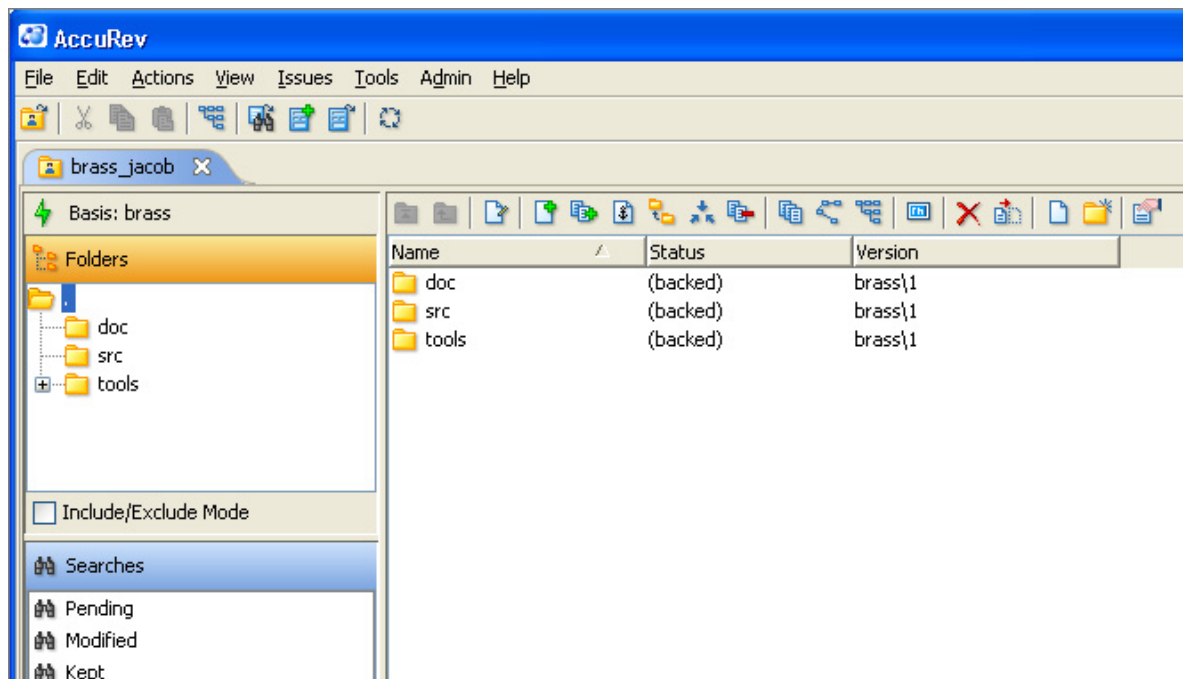 AccuRev
File Edit Actions View Issues Tools Admin Help
brass_jacob
Basis: brass
Folders
.
doc
src
tools
Include/Exclude Mode
Searches
Pending
Modified
Kept
Name Status Version
doc (backed) brass\1
src (backed) brass\1
tools (backed) brass\1